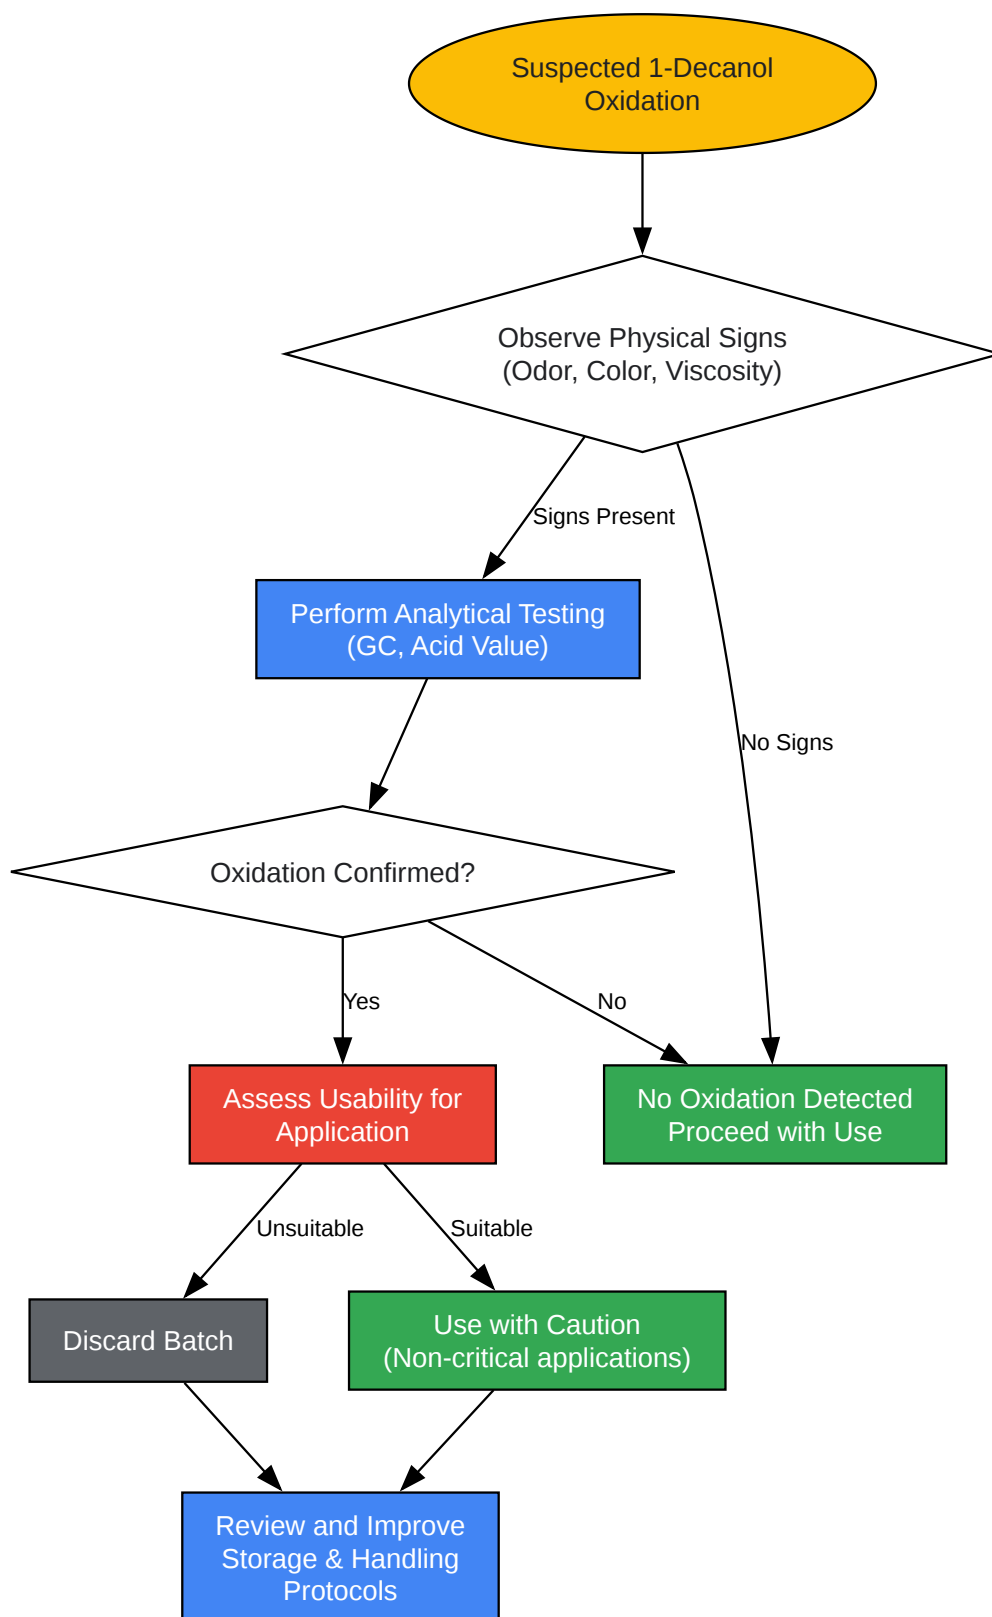 Suspected 1-Decanol
Oxidation
Observe Physical Signs
(Odor, Color, Viscosity)
Signs Present
Perform Analytical Testing
(GC, Acid Value)
No Signs
Oxidation Confirmed?
Yes
No
Assess Usability for
Application
No Oxidation Detected
Proceed with Use
Unsuitable
Suitable
Discard Batch
Use with Caution
(Non-critical applications)
Review and Improve
Storage & Handling
Protocols